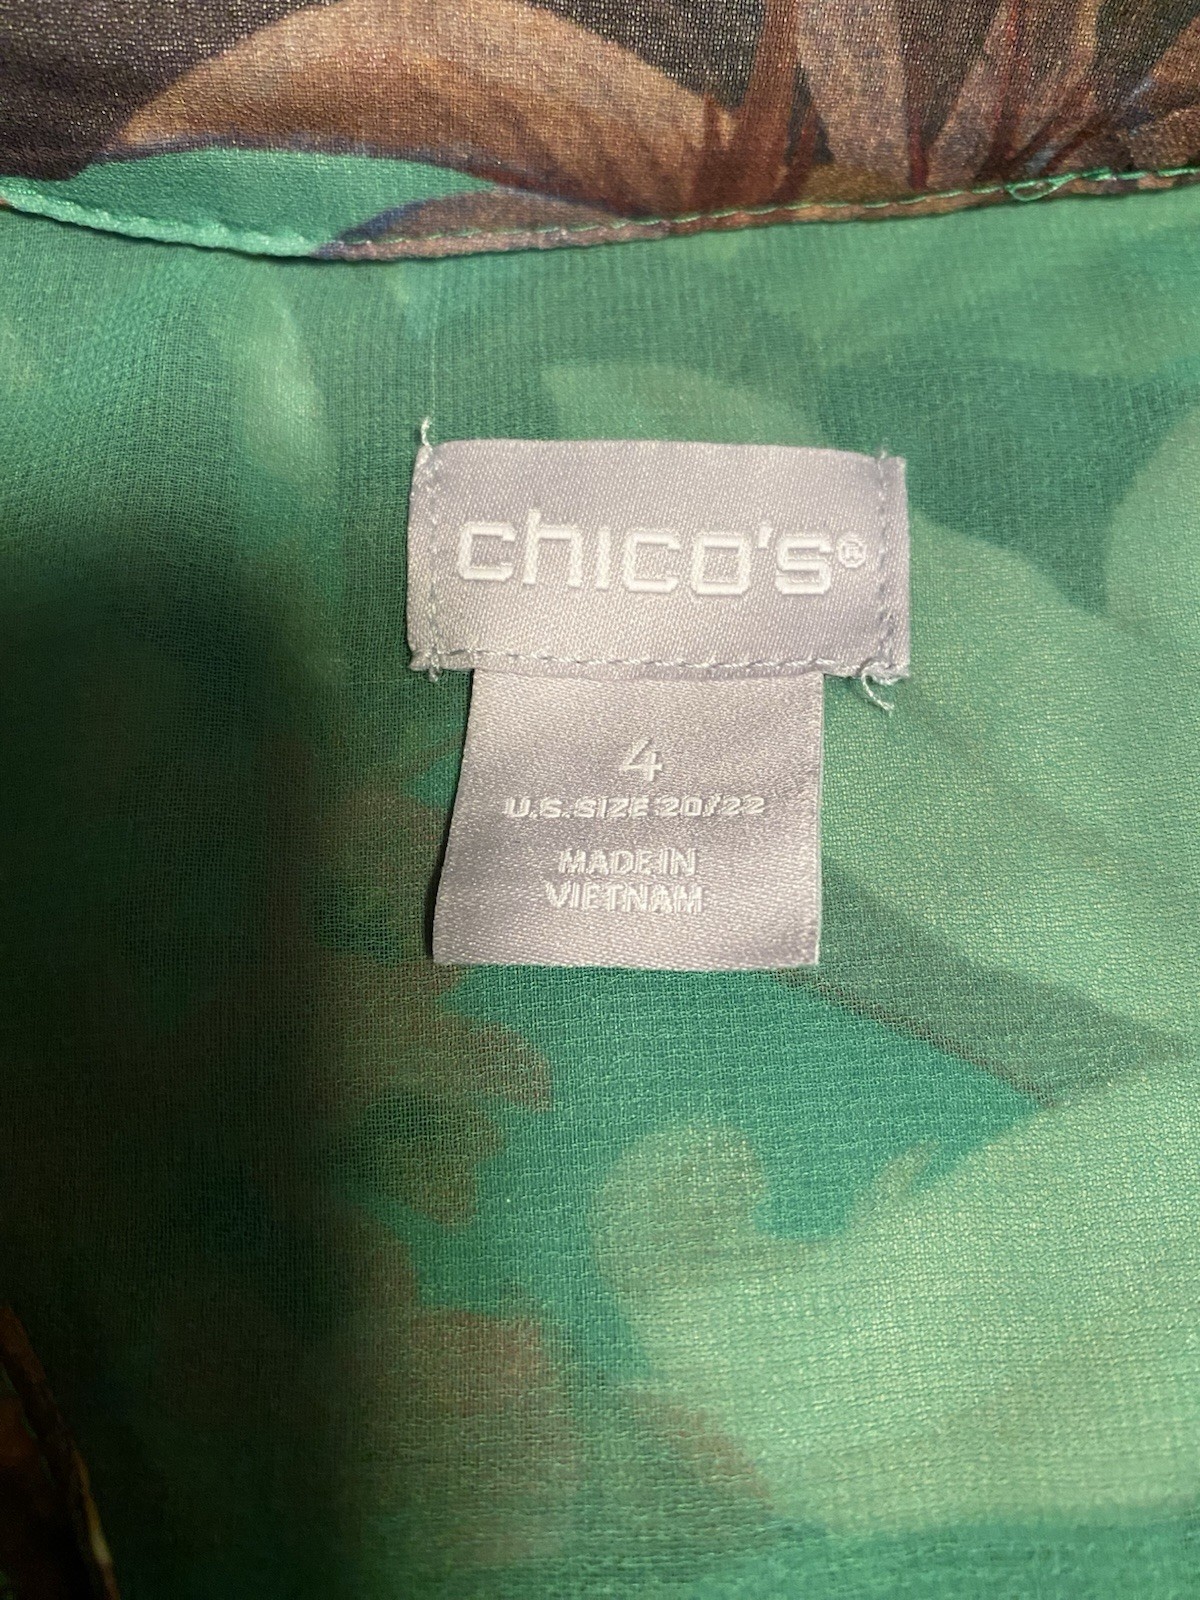 chico's®
4
U.S. SIZE 20/22
MADE IN
VIETNAM